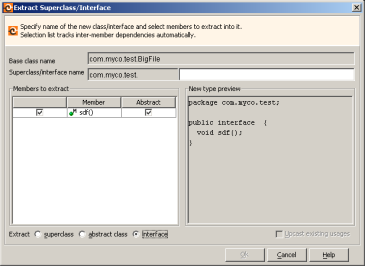 Extract Superclass/Interface
Specify name of the new class/interface and select members to extract into it.
Selection list tracks inter-member dependencies automatically.
Base class name
com.myco.test.BigFile
Superclass/interface name
com.myco.test.
Members to extract
Member
Abstract
sdf()
New type preview
package com.myco.test;
public interface {
void sdf();
}
Extract
superclass
abstract class
interface
Upcast existing usages
Ok
Cancel
Help